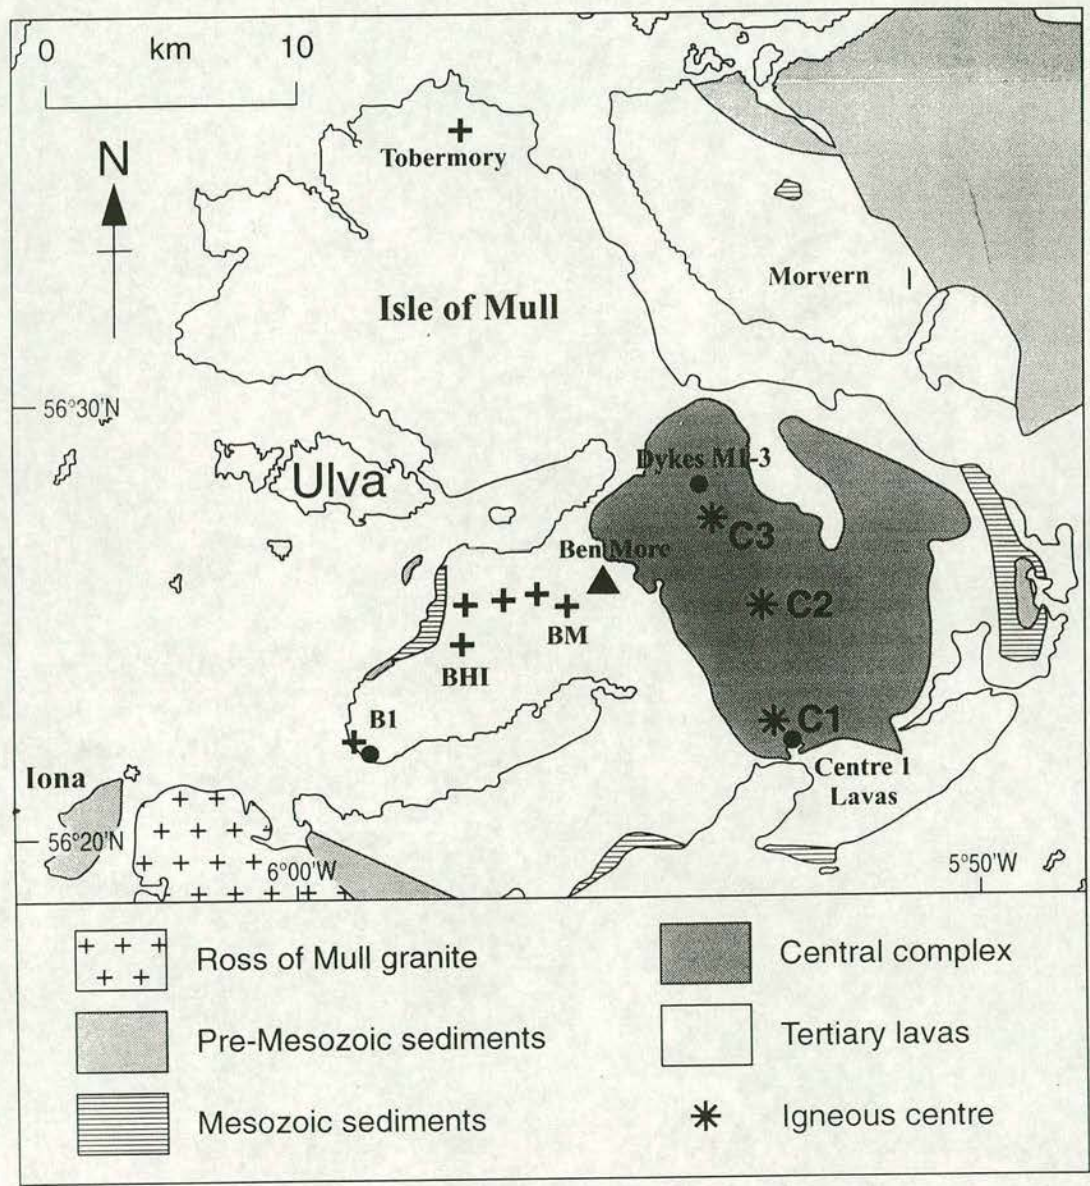 0 km 10
N
Tobermory
Morvern
Isle of Mull
56°30'N
Ulva
Dykes M1-3
C3
Ben More
C2
BM
BHI
B1
C1
Iona
Centre 1
Lavas
56°20'N
6°00'W
5°50'W
Ross of Mull granite
Central complex
Pre-Mesozoic sediments
Tertiary lavas
Mesozoic sediments
Igneous centre